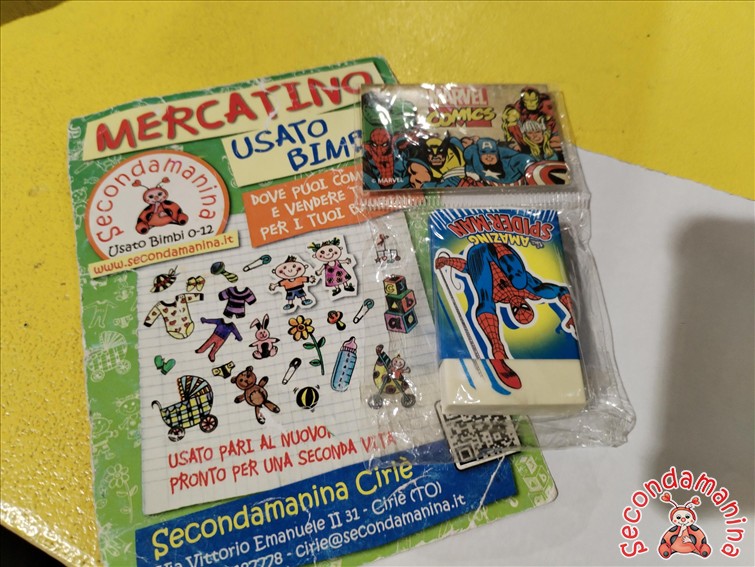 MERCATINO
USATO
BIMB
Secondamanina
Usato Bimbi 0-12
www.secondamanina.it
DOVE PUOI COM
E VENDERE
PER I TUOI B
USATO PARI AL NUOVO,
PRONTO PER UNA SECONDA VITA
Secondamanina Ciriè
Via Vittorio Emanuele II 31 - Ciriè (TO)
cirie@secondamanina.it
MARVEL
COMICS
© MARVEL
the AMAZING
SPIDER-MAN
Secondamanina